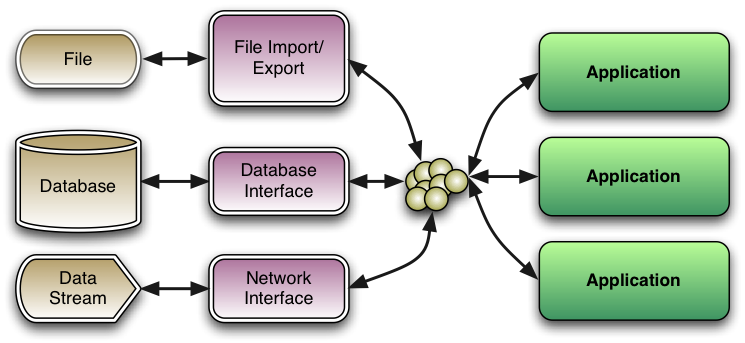 File
File Import/
Export
Application
Database
Database
Interface
Application
Data
Stream
Network
Interface
Application